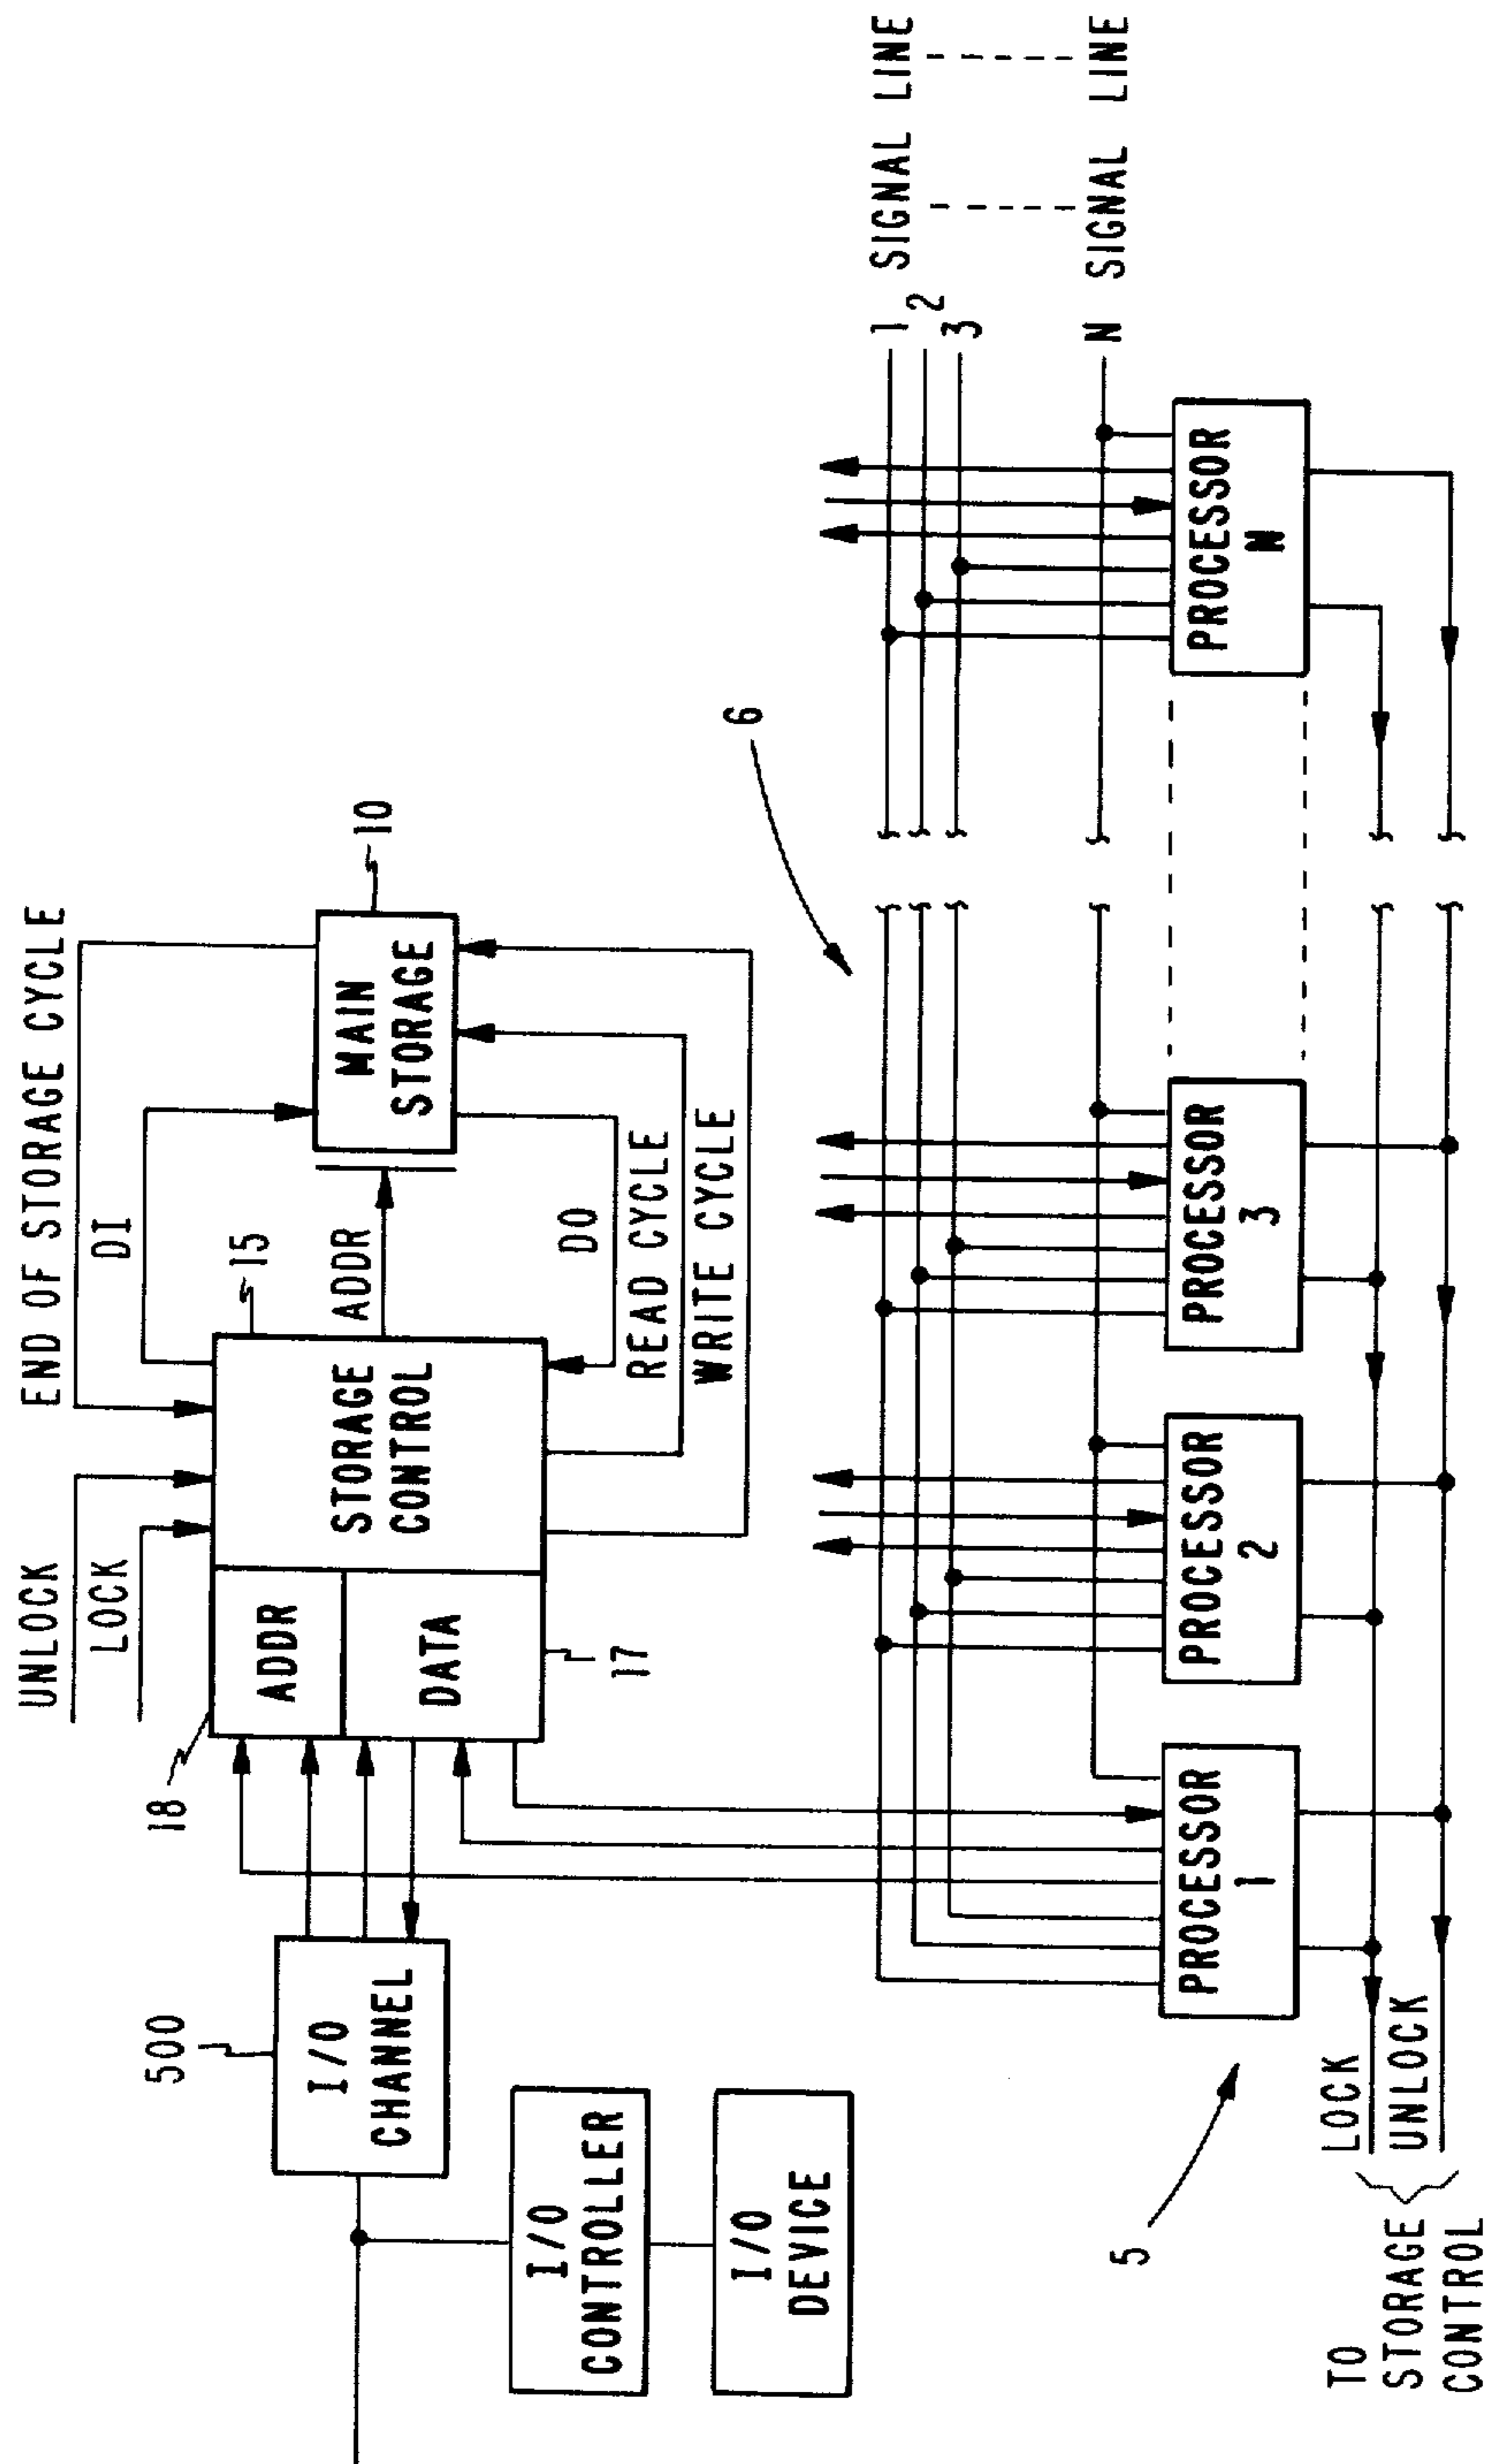 END OF STORAGE CYCLE
UNLOCK
LOCK
DI
15
10
18
ADDR
DATA
17
STORAGE
CONTROL
ADDR
MAIN
STORAGE
DO
READ CYCLE
WRITE CYCLE
500
I/O
CHANNEL
I/O
CONTROLLER
I/O
DEVICE
6
1 SIGNAL LINE
2
3
N SIGNAL LINE
5
PROCESSOR
1
PROCESSOR
2
PROCESSOR
3
PROCESSOR
N
LOCK
UNLOCK
TO
STORAGE
CONTROL